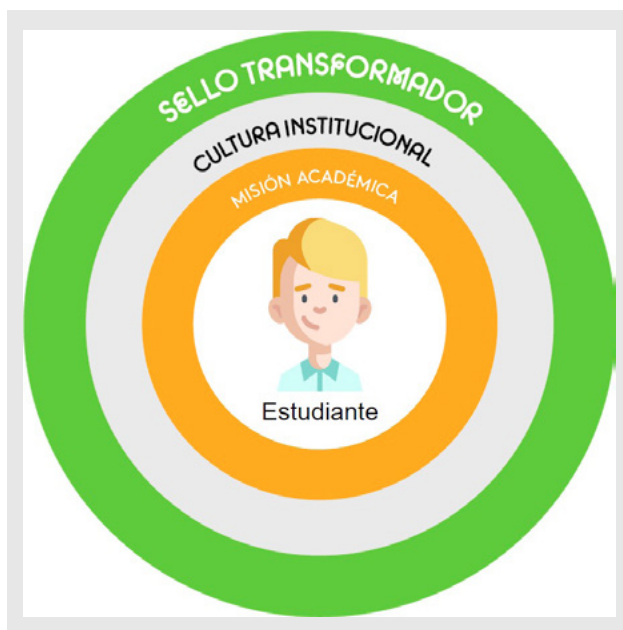 SELLO TRANSFORMADOR
CULTURA INSTITUCIONAL
MISIÓN ACADÉMICA
Estudiante